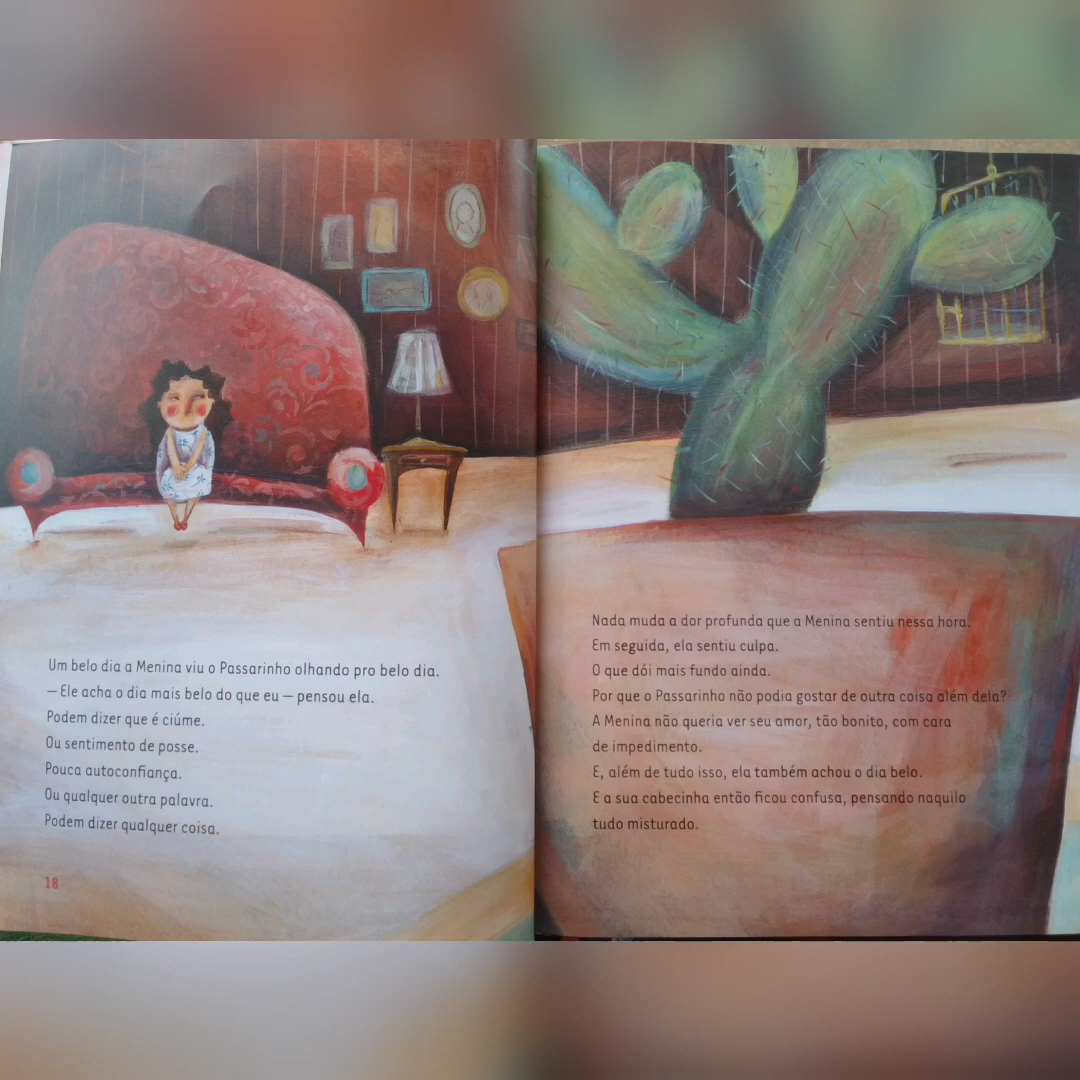 Um belo dia a Menina viu o Passarinho olhando pro belo dia.
— Ele acha o dia mais belo do que eu — pensou ela.
Podem dizer que é ciúme.
Ou sentimento de posse.
Pouca autoconfiança.
Ou qualquer outra palavra.
Podem dizer qualquer coisa.
18
Nada muda a dor profunda que a Menina sentiu nessa hora.
Em seguida, ela sentiu culpa.
O que dói mais fundo ainda.
Por que o Passarinho não podia gostar de outra coisa além dela?
A Menina não queria ver seu amor, tão bonito, com cara
de impedimento.
E, além de tudo isso, ela também achou o dia belo.
E a sua cabecinha então ficou confusa, pensando naquilo
tudo misturado.